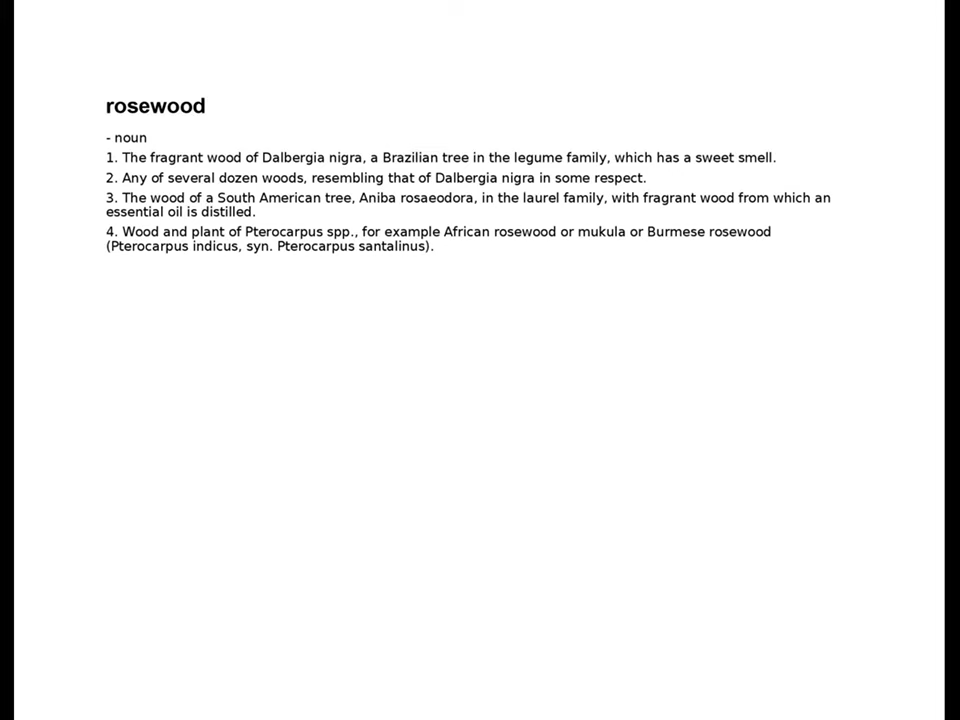 rosewood
- noun
1. The fragrant wood of Dalbergia nigra, a Brazilian tree in the legume family, which has a sweet smell.
2. Any of several dozen woods, resembling that of Dalbergia nigra in some respect.
3. The wood of a South American tree, Aniba rosaeodora, in the laurel family, with fragrant wood from which an
essential oil is distilled.
4. Wood and plant of Pterocarpus spp., for example African rosewood or mukula or Burmese rosewood
(Pterocarpus indicus, syn. Pterocarpus santalinus).